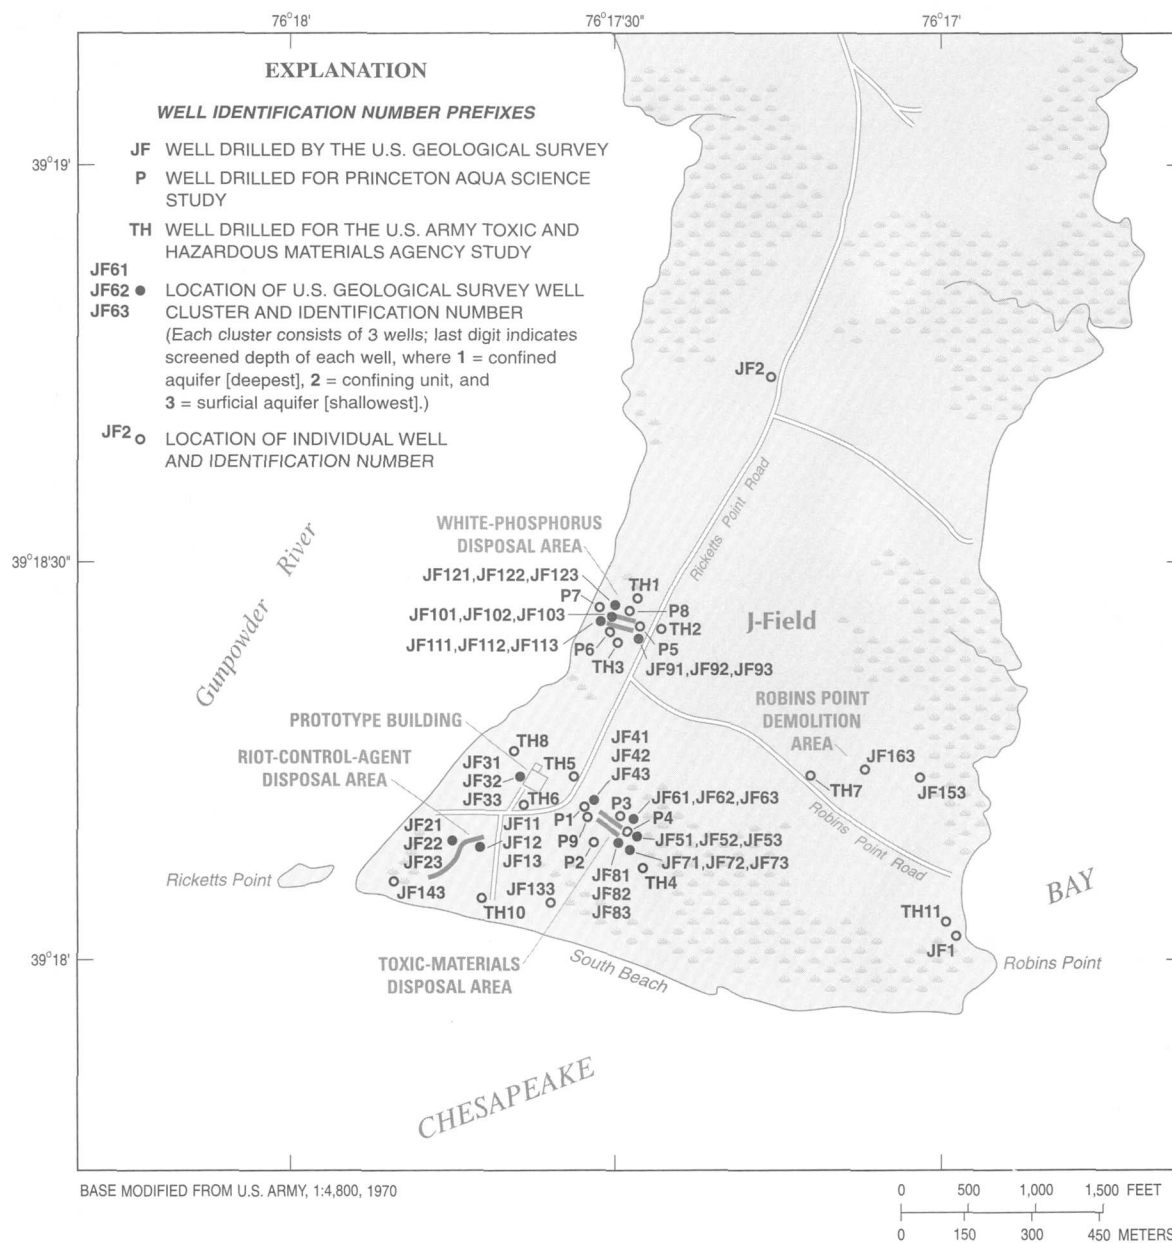 76°18'
76°17'30"
76°17'
EXPLANATION
WELL IDENTIFICATION NUMBER PREFIXES
JF WELL DRILLED BY THE U.S. GEOLOGICAL SURVEY
P WELL DRILLED FOR PRINCETON AQUA SCIENCE
STUDY
TH WELL DRILLED FOR THE U.S. ARMY TOXIC AND
HAZARDOUS MATERIALS AGENCY STUDY
JF61
JF62
JF63
LOCATION OF U.S. GEOLOGICAL SURVEY WELL
CLUSTER AND IDENTIFICATION NUMBER
(Each cluster consists of 3 wells; last digit indicates
screened depth of each well, where 1 = confined
aquifer [deepest], 2 = confining unit, and
3 = surficial aquifer [shallowest].)
JF2
LOCATION OF INDIVIDUAL WELL
AND IDENTIFICATION NUMBER
39°19'
39°18'30"
39°18'
JF2
Ricketts Point Road
Gunpowder River
WHITE-PHOSPHORUS
DISPOSAL AREA
JF121,JF122,JF123
TH1
P7
P8
JF101,JF102,JF103
TH2
JF111,JF112,JF113
P6
P5
TH3
JF91,JF92,JF93
J-Field
ROBINS POINT
DEMOLITION
AREA
JF163
TH7
JF153
Robins Point Road
PROTOTYPE BUILDING
RIOT-CONTROL-AGENT
DISPOSAL AREA
TH8
JF31
JF32
JF33
TH5
TH6
JF41
JF42
JF43
P3
JF61,JF62,JF63
P1
P4
JF21
JF22
JF23
JF11
JF12
JF13
P9
P2
JF51,JF52,JF53
JF71,JF72,JF73
JF81
JF82
JF83
TH4
Ricketts Point
JF143
TH10
JF133
TH11
JF1
Robins Point
TOXIC-MATERIALS
DISPOSAL AREA
South Beach
CHESAPEAKE
BAY
BASE MODIFIED FROM U.S. ARMY, 1:4,800, 1970
0 500 1,000 1,500 FEET
0 150 300 450 METERS